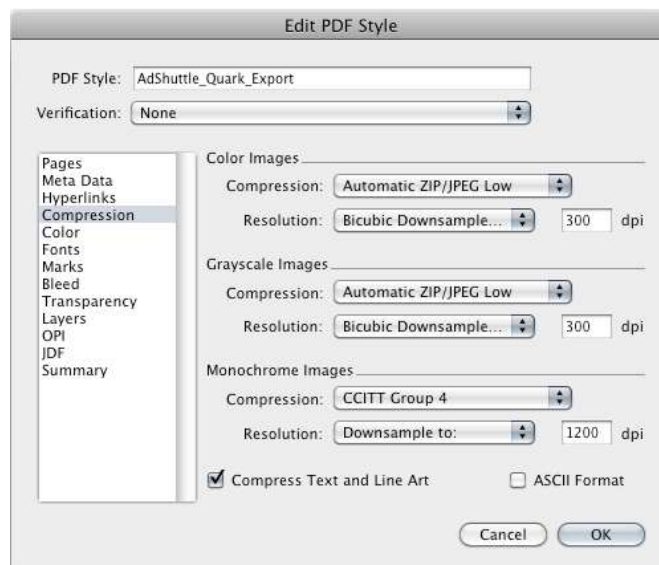 Edit PDF Style
PDF Style: AdShuttle_Quark_Export
Verification: None
Pages
Meta Data
Hyperlinks
Compression
Color
Fonts
Marks
Bleed
Transparency
Layers
OPI
JDF
Summary
Color Images
Compression: Automatic ZIP/JPEG Low
Resolution: Bicubic Downsample... 300 dpi
Grayscale Images
Compression: Automatic ZIP/JPEG Low
Resolution: Bicubic Downsample... 300 dpi
Monochrome Images
Compression: CCITT Group 4
Resolution: Downsample to: 1200 dpi
Compress Text and Line Art
ASCII Format
Cancel
OK